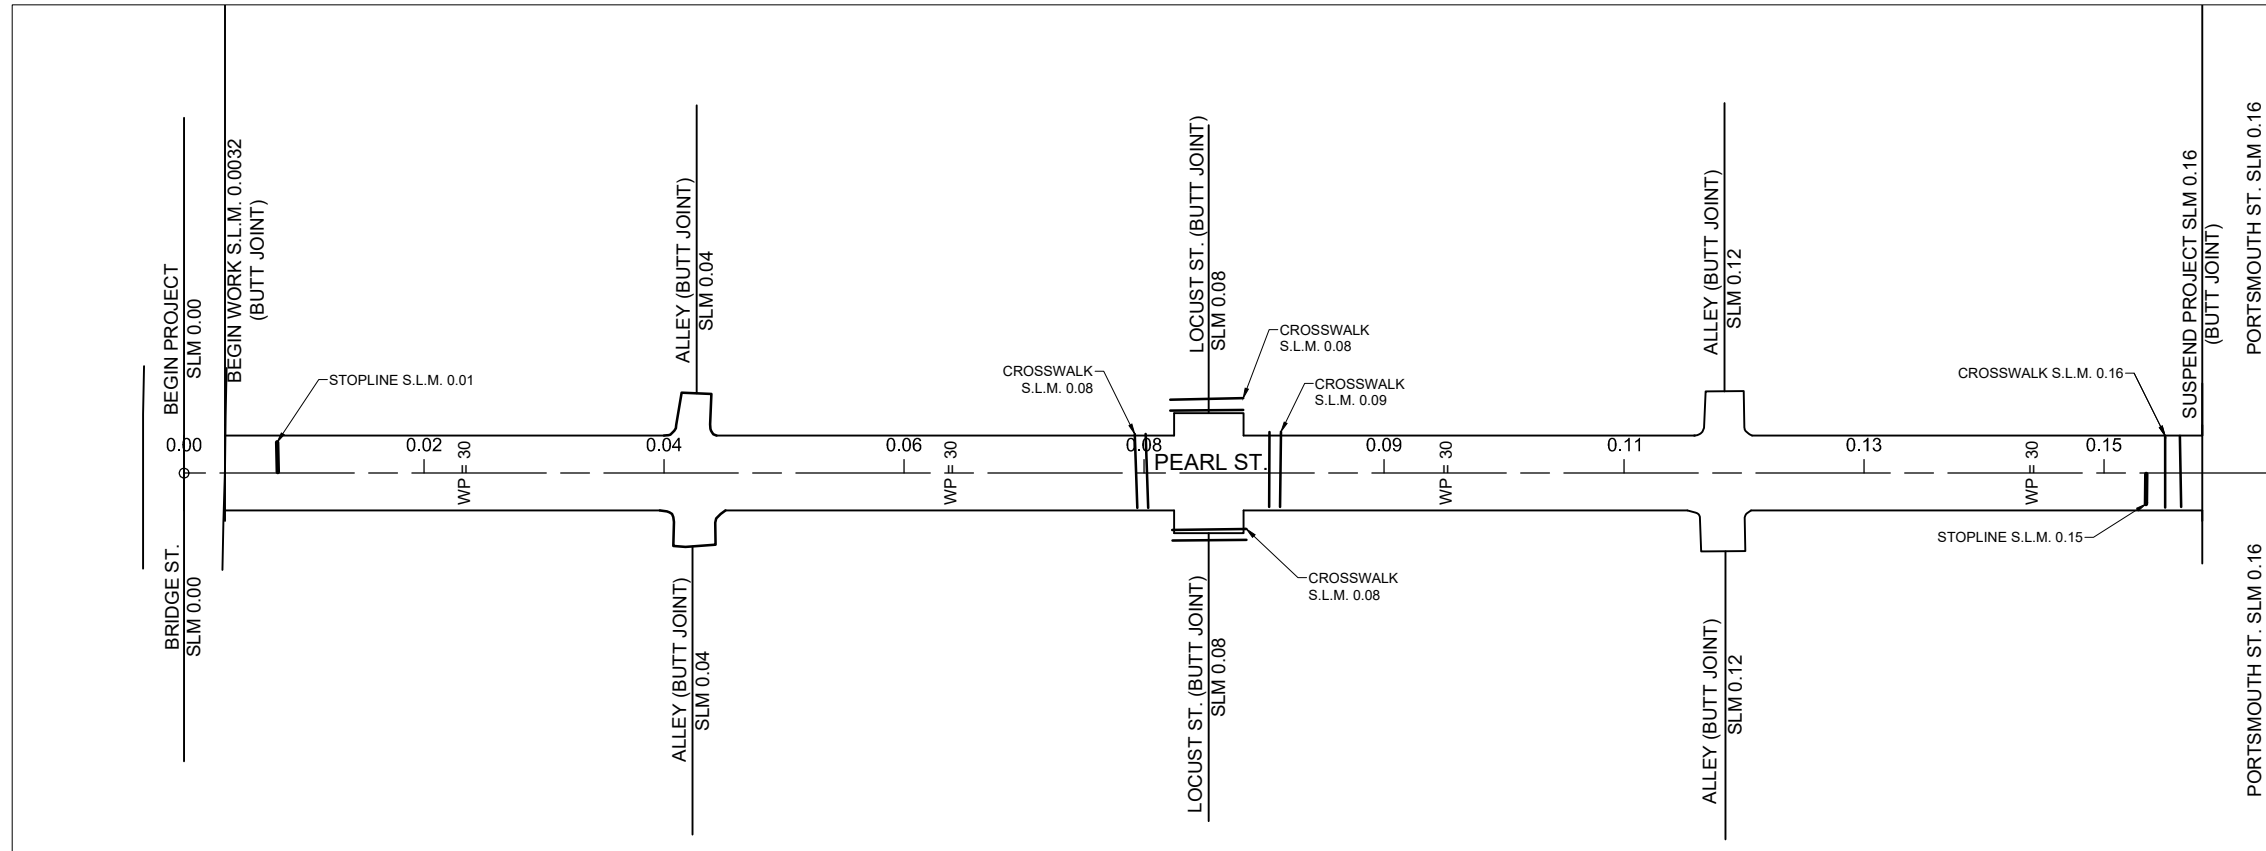 BEGIN PROJECT
SLM 0.00
BEGIN WORK S.L.M. 0.0032
(BUTT JOINT)
ALLEY (BUTT JOINT)
SLM 0.04
LOCUST ST. (BUTT JOINT)
SLM 0.08
ALLEY (BUTT JOINT)
SLM 0.12
SUSPEND PROJECT SLM 0.16
(BUTT JOINT)
PORTSMOUTH ST. SLM 0.16
STOPLINE S.L.M. 0.01
CROSSWALK
S.L.M. 0.08
CROSSWALK
S.L.M. 0.08
CROSSWALK
S.L.M. 0.09
CROSSWALK S.L.M. 0.16
0.00
0.02
0.04
0.06
0.08
0.09
0.11
0.13
0.15
PEARL ST.
WP = 30
WP = 30
WP = 30
WP = 30
STOPLINE S.L.M. 0.15
CROSSWALK
S.L.M. 0.08
BRIDGE ST.
SLM 0.00
ALLEY (BUTT JOINT)
SLM 0.04
LOCUST ST. (BUTT JOINT)
SLM 0.08
ALLEY (BUTT JOINT)
SLM 0.12
PORTSMOUTH ST. SLM 0.16